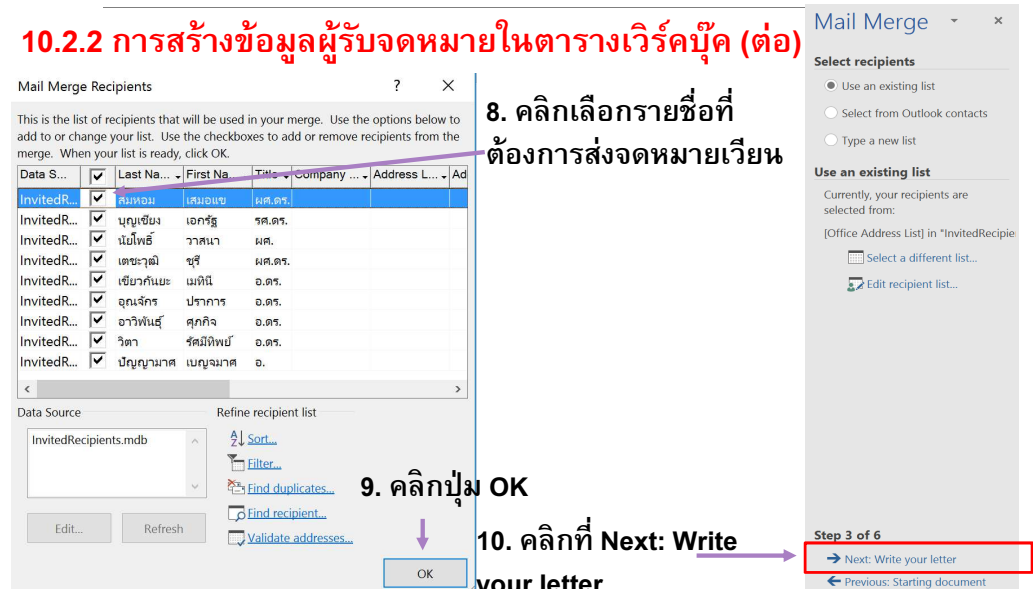 10.2.2 การสร้างข้อมูลผู้รับจดหมายในตารางเวิร์คบุ๊ค (ต่อ)
Mail Merge Recipients ? ×
This is the list of recipients that will be used in your merge. Use the options below to
add to or change your list. Use the checkboxes to add or remove recipients from the
merge. When your list is ready, click OK.
Data S... Last Na... First Na... Title Company ... Address L... Ad
InvitedR... สมหอม เสมอแข ผศ.ดร.
InvitedR... บุญเชียง เอกรัฐ รศ.ดร.
InvitedR... นัยโพธิ์ วาสนา ผศ.
InvitedR... เตชะวุฒิ ชุรี ผศ.ดร.
InvitedR... เขียวกันยะ เมทินี อ.ดร.
InvitedR... อุณจักร ปราการ อ.ดร.
InvitedR... อาวิพันธุ์ ศุภกิจ อ.ดร.
InvitedR... วิตา รัศมีทิพย์ อ.ดร.
InvitedR... ปัญญามาศ เบญจมาศ อ.
Data Source
InvitedRecipients.mdb
Edit... Refresh
Refine recipient list
Sort...
Filter...
Find duplicates...
Find recipient...
Validate addresses...
OK
8. คลิกเลือกรายชื่อที่
ต้องการส่งจดหมายเวียน
9. คลิกปุ่ม OK
10. คลิกที่ Next: Write
your letter
Mail Merge ×
Select recipients
Use an existing list
Select from Outlook contacts
Type a new list
Use an existing list
Currently, your recipients are
selected from:
[Office Address List] in "InvitedRecipie
Select a different list...
Edit recipient list...
Step 3 of 6
Next: Write your letter
Previous: Starting document